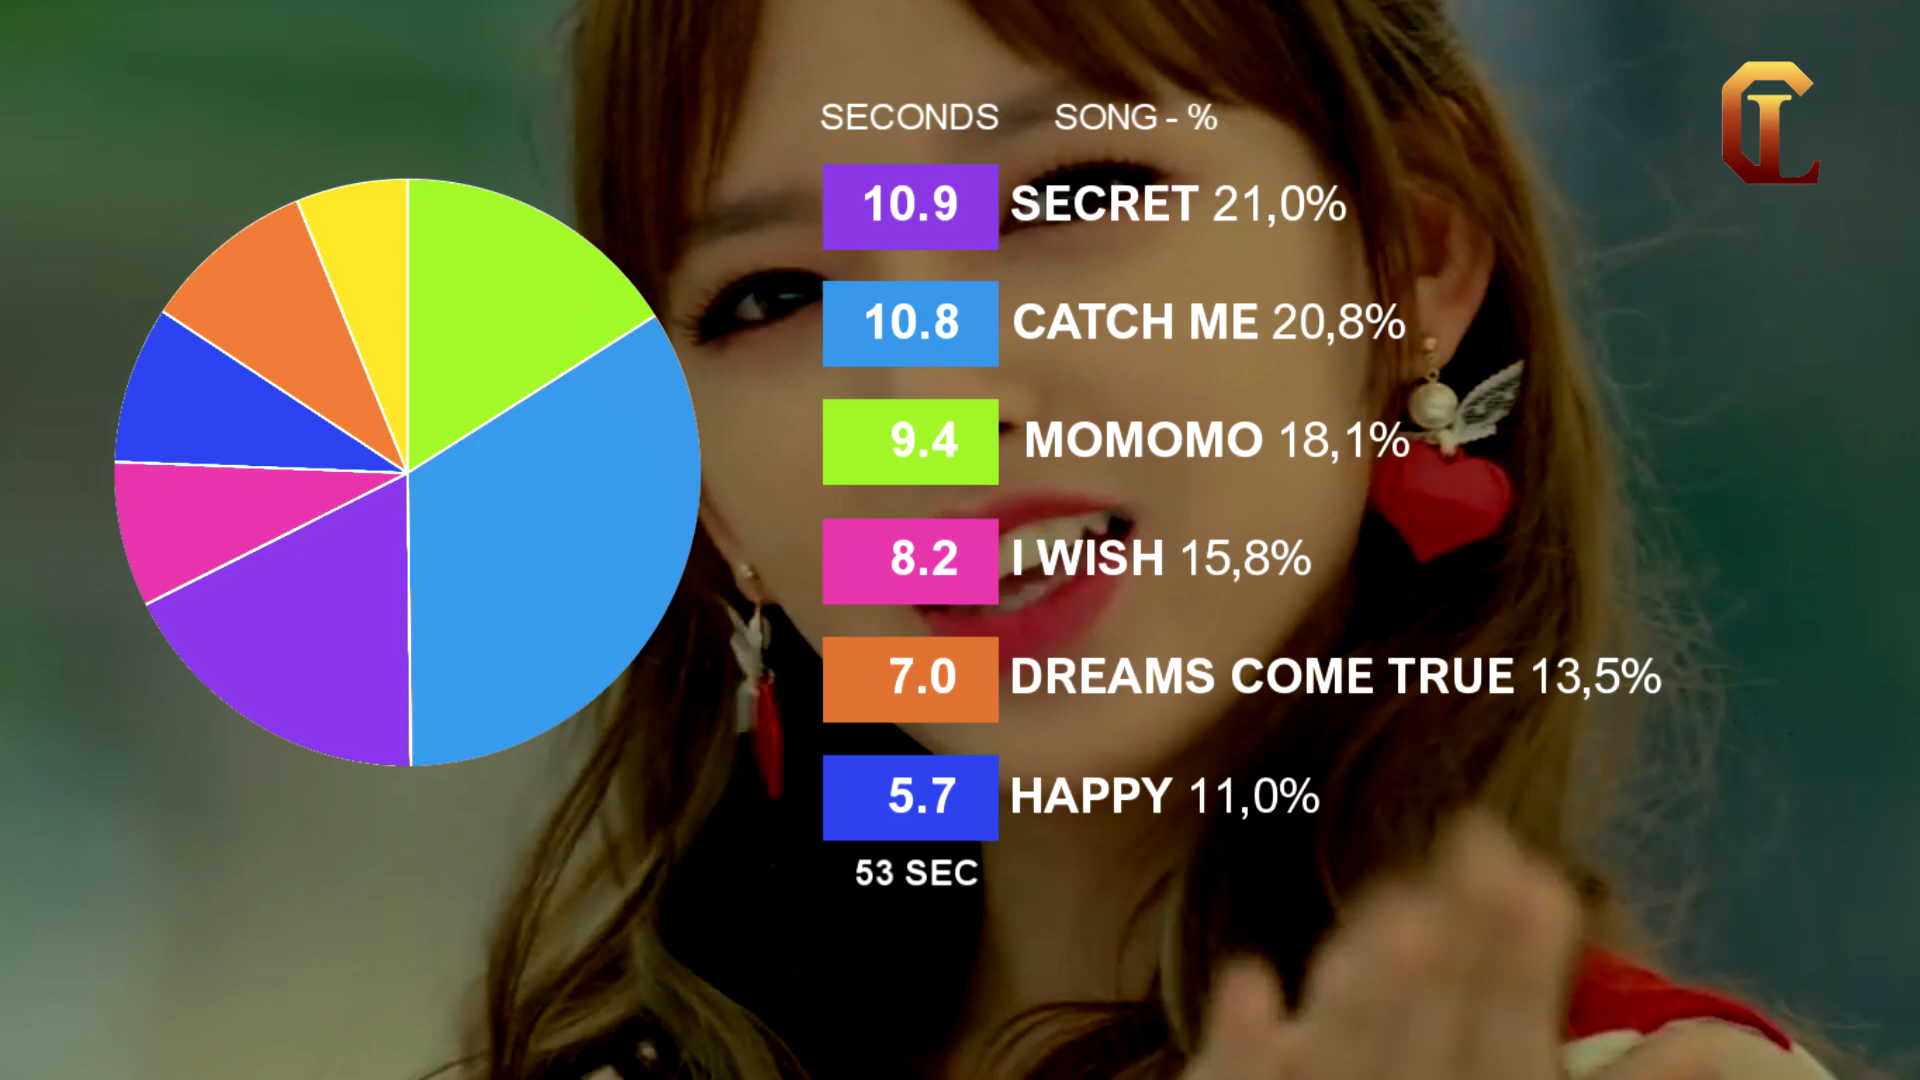 SECONDS SONG - %
10.9 SECRET 21,0%
10.8 CATCH ME 20,8%
9.4 MOMOMO 18,1%
8.2 I WISH 15,8%
7.0 DREAMS COME TRUE 13,5%
5.7 HAPPY 11,0%
53 SEC